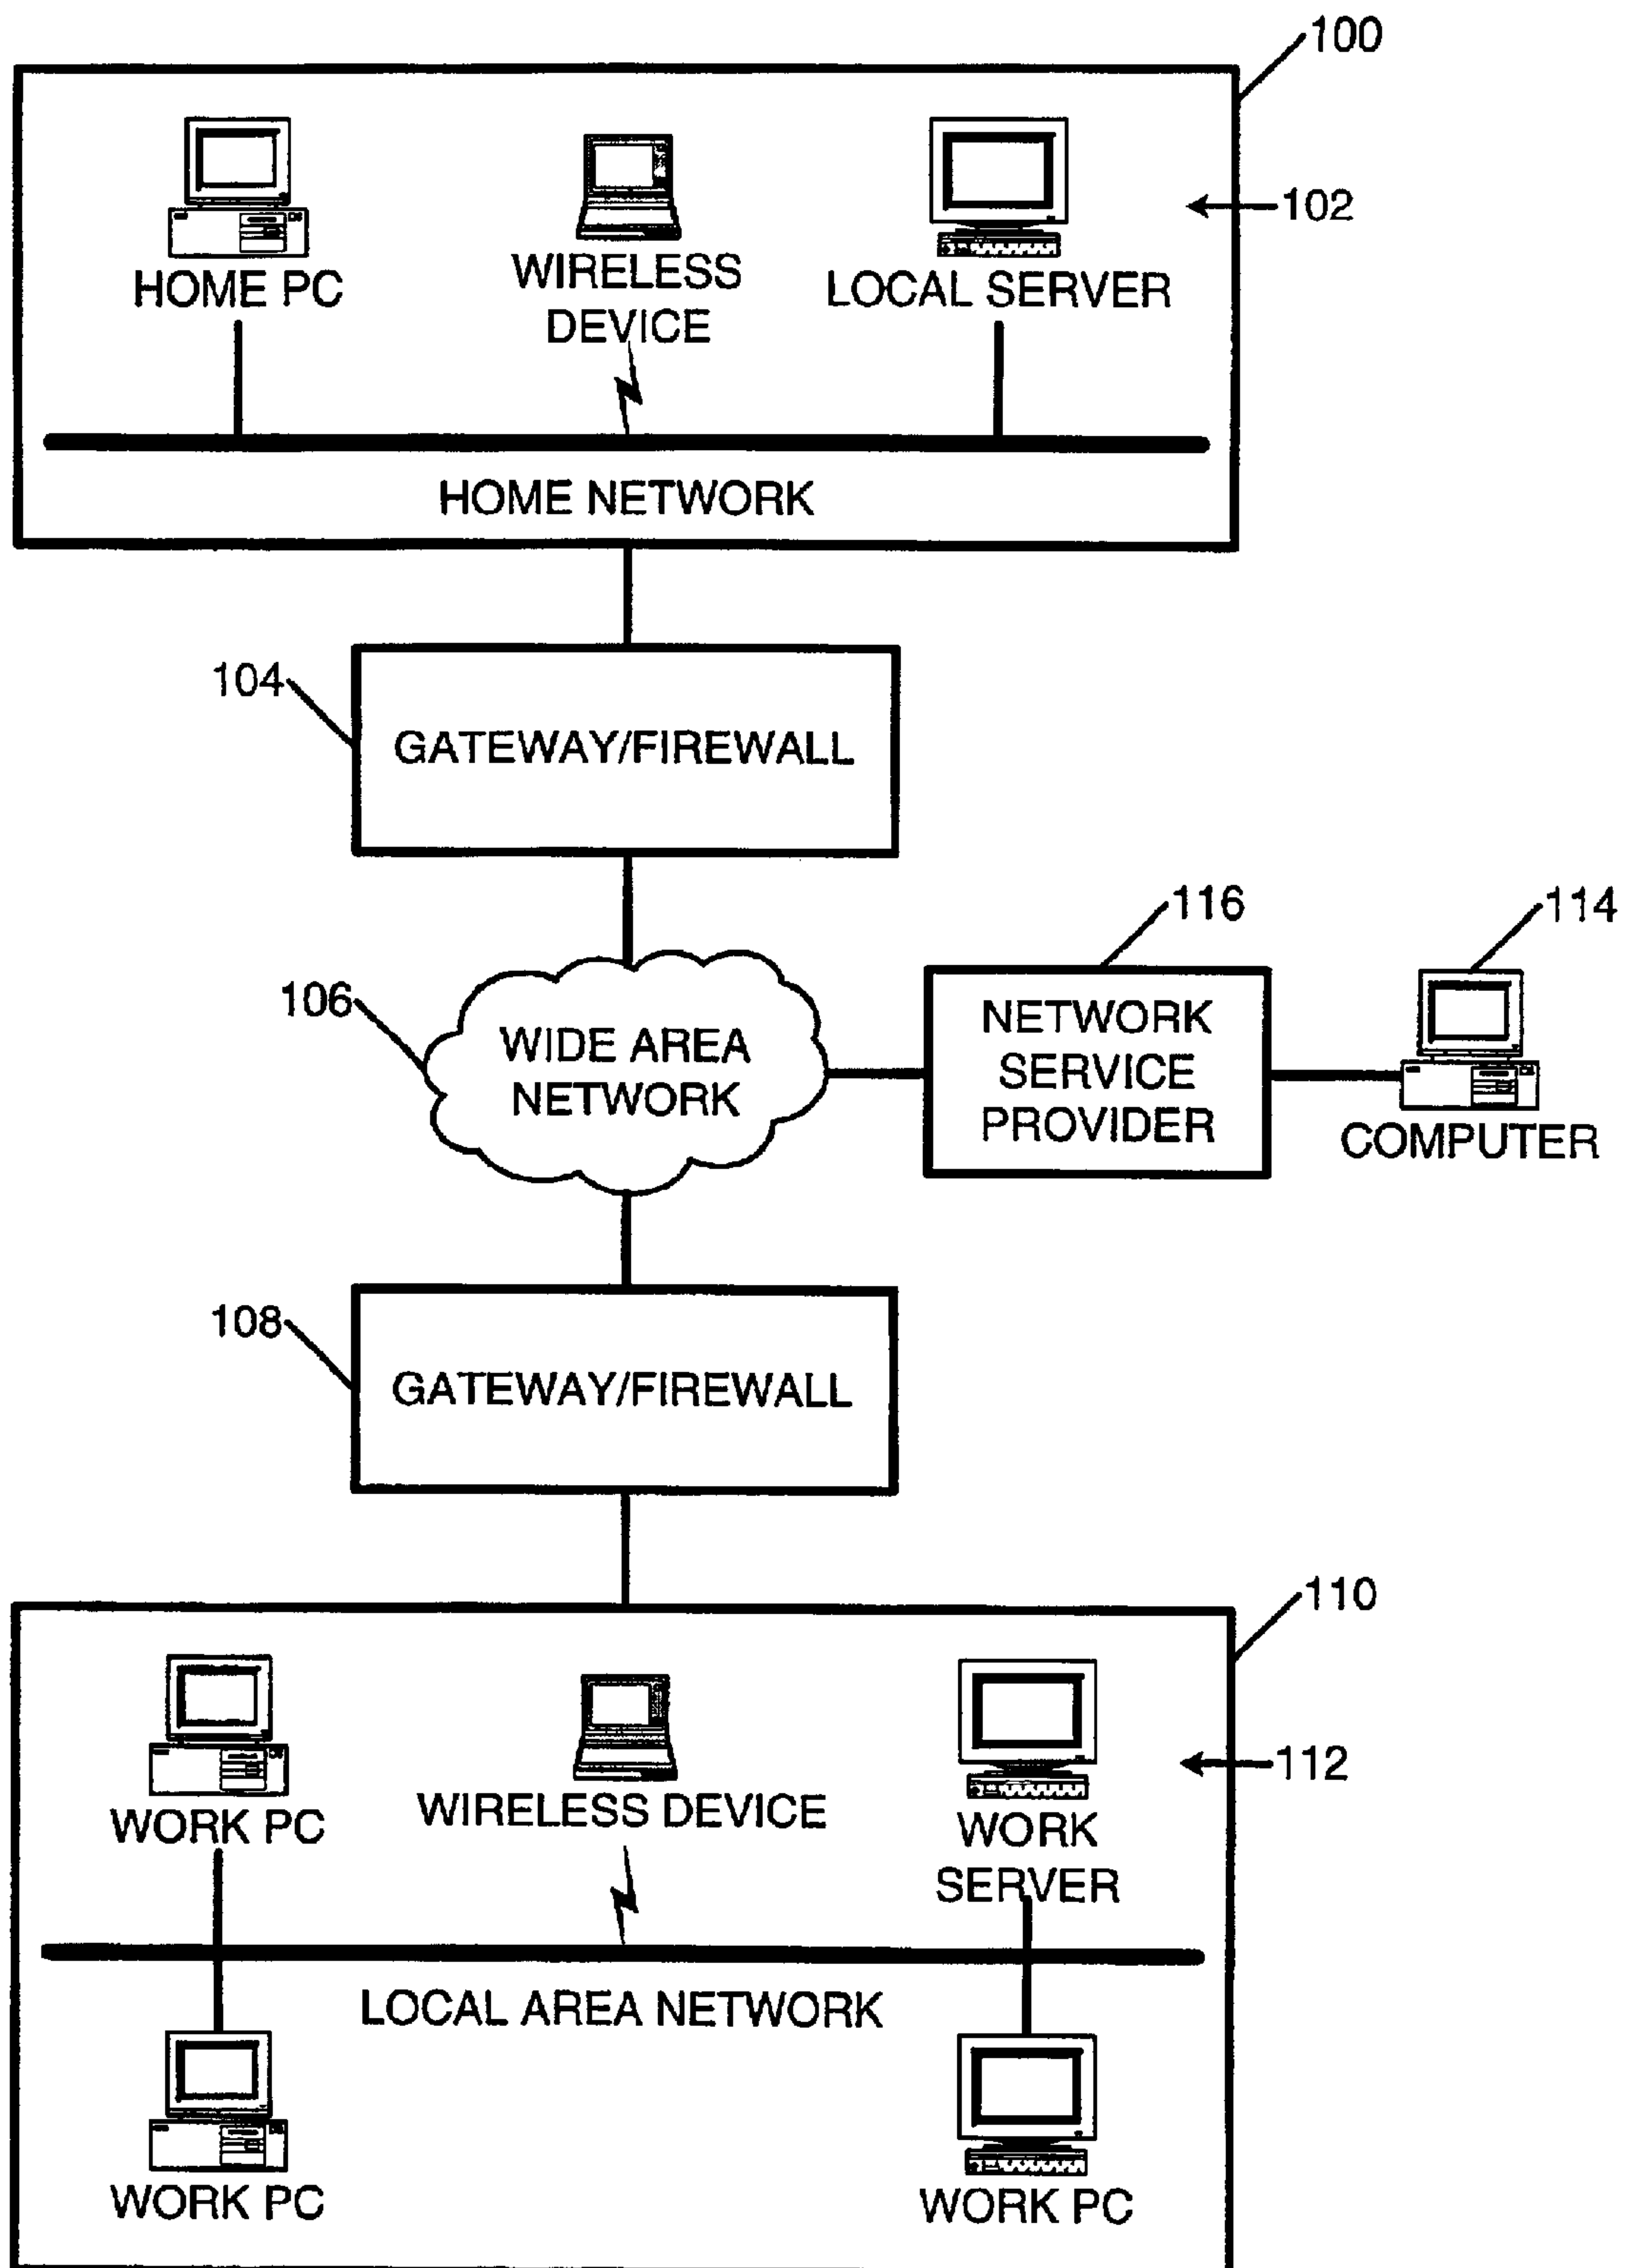 100
102
HOME PC
WIRELESS
DEVICE
LOCAL SERVER
HOME NETWORK
104
GATEWAY/FIREWALL
116
114
106
WIDE AREA
NETWORK
NETWORK
SERVICE
PROVIDER
COMPUTER
108
GATEWAY/FIREWALL
110
112
WORK PC
WIRELESS DEVICE
WORK
SERVER
LOCAL AREA NETWORK
WORK PC
WORK PC